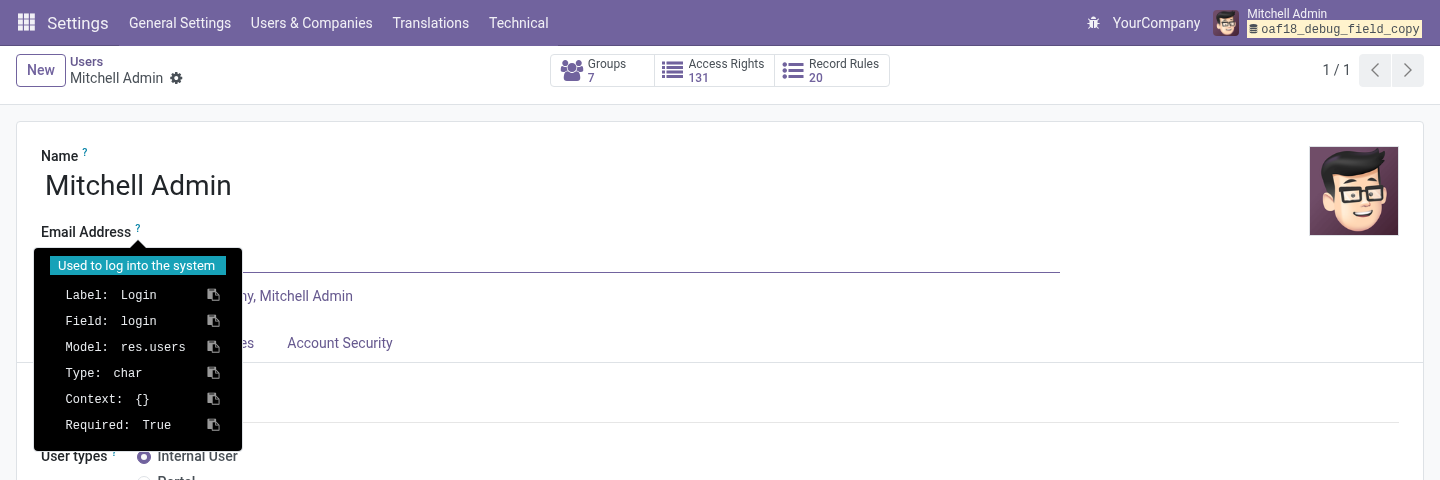 Settings General Settings Users & Companies Translations Technical YourCompany Mitchell Admin
oaf18_debug_field_copy
New Users
Mitchell Admin
Groups
7
Access Rights
131
Record Rules
20
1 / 1
Name ?
Mitchell Admin
Email Address ?
Used to log into the system
Label: Login
Field: login
Model: res.users
Type: char
Context: {}
Required: True
Mitchell Admin
Account Security
User types ?
Internal User
Portal